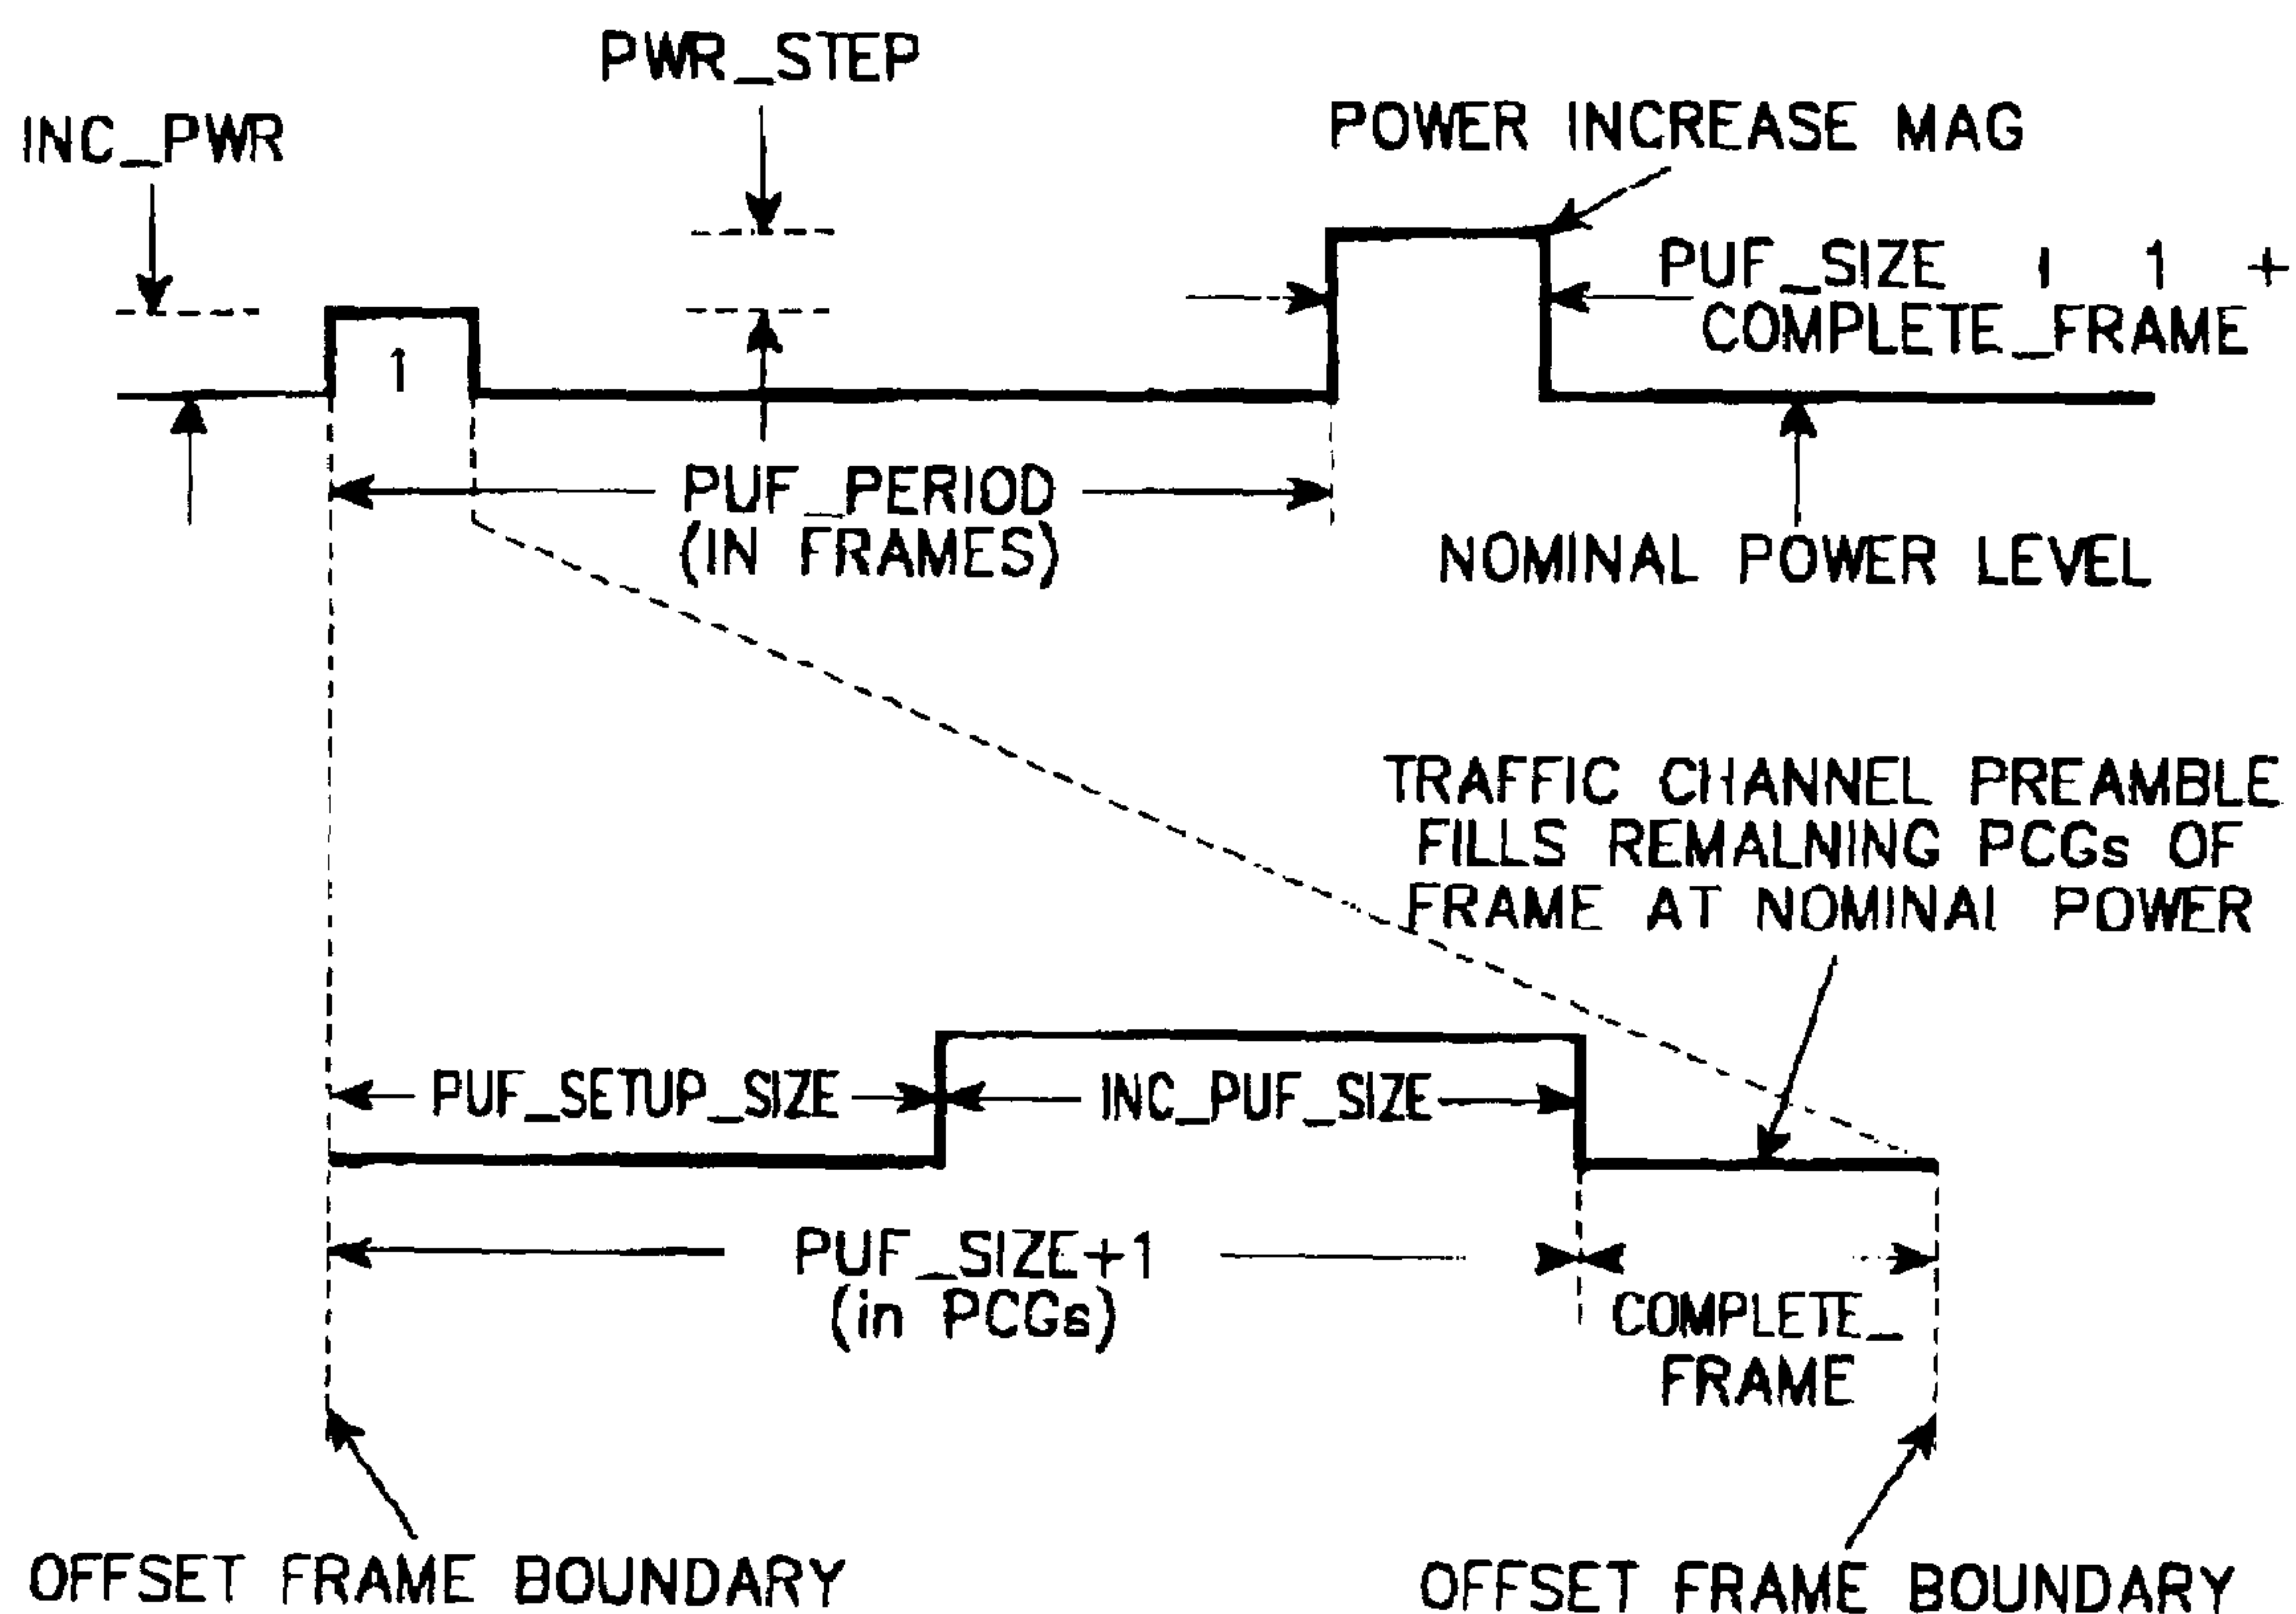 PWR_STEP
INC_PWR
POWER INCREASE MAG
PUF_SIZE ı 1 +
COMPLETE_FRAME
1
PUF_PERIOD
(IN FRAMES)
NOMINAL POWER LEVEL
TRAFFIC CHANNEL PREAMBLE
FILLS REMALNING PCGs OF
FRAME AT NOMINAl POWER
PUF_SETUP_SIZE
INC_PUF_SIZE
PUF_SIZE+1
(in PCGs)
COMPLETE_
FRAME
OFFSET FRAME BOUNDARY
OFFSET FRAME BOUNDARY